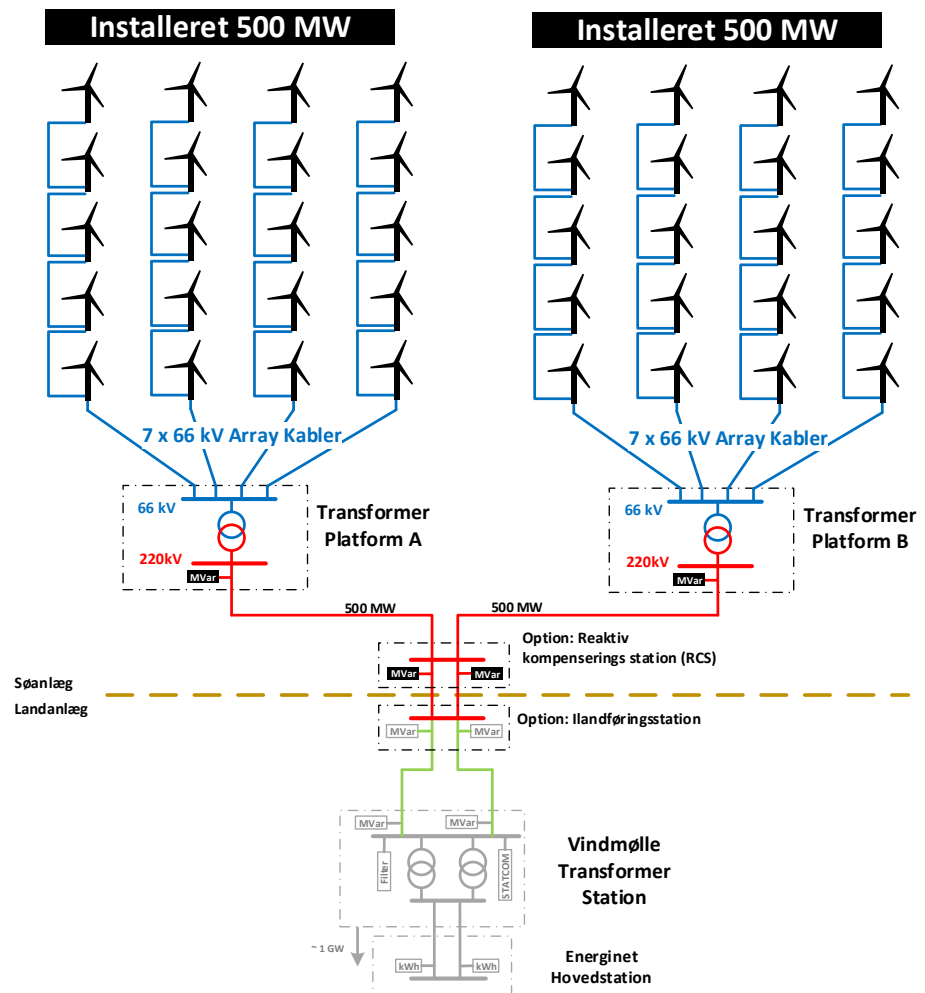 Installeret 500 MW
Installeret 500 MW
7 x 66 kV Array Kabler
7 x 66 kV Array Kabler
66 kV
Transformer
Platform A
220kV
MVar
66 kV
Transformer
Platform B
220kV
MVar
500 MW
500 MW
Option: Reaktiv
kompenserings station (RCS)
MVar
MVar
Søanlæg
Landanlæg
Option: Ilandføringsstation
MVar
MVar
MVar
MVar
Filter
STATCOM
Vindmølle
Transformer
Station
~ 1 GW
kWh
kWh
Energinet
Hovedstation